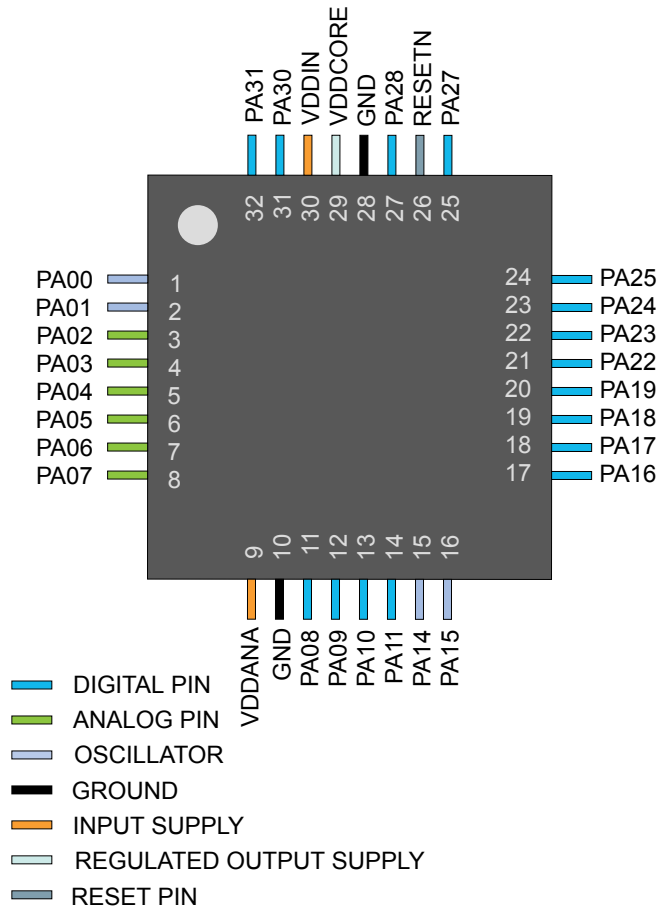 PA31
PA30
VDDIN
VDDCORE
GND
PA28
RESETN
PA27
32
31
30
29
28
27
26
25
PA00 1
PA01 2
PA02 3
PA03 4
PA04 5
PA05 6
PA06 7
PA07 8
24 PA25
23 PA24
22 PA23
21 PA22
20 PA19
19 PA18
18 PA17
17 PA16
9
10
11
12
13
14
15
16
VDDANA
GND
PA08
PA09
PA10
PA11
PA14
PA15
DIGITAL PIN
ANALOG PIN
OSCILLATOR
GROUND
INPUT SUPPLY
REGULATED OUTPUT SUPPLY
RESET PIN